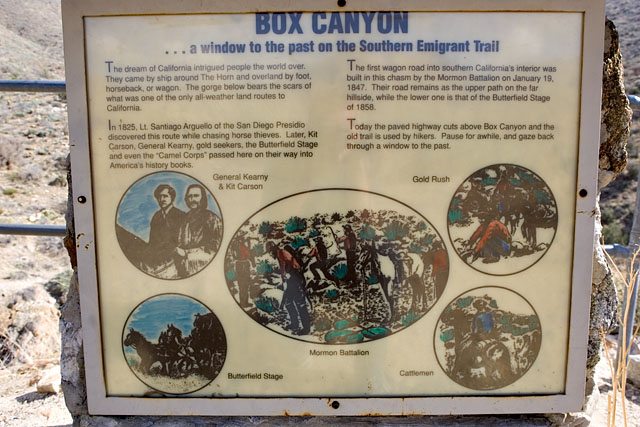 BOX CANYON
. . . a window to the past on the Southern Emigrant Trail
The dream of California intrigued people the world over.
They came by ship around The Horn and overland by foot,
horseback, or wagon. The gorge below bears the scars of
what was one of the only all-weather land routes to
California.
In 1825, Lt. Santiago Arguello of the San Diego Presidio
discovered this route while chasing horse thieves. Later, Kit
Carson, General Kearny, gold seekers, the Butterfield Stage
and even the "Camel Corps" passed here on their way into
America's history books.
The first wagon road into southern California's interior was
built in this chasm by the Mormon Battalion on January 19,
1847. Their road remains as the upper path on the far
hillside, while the lower one is that of the Butterfield Stage
of 1858.
Today the paved highway cuts above Box Canyon and the
old trail is used by hikers. Pause for awhile, and gaze back
through a window to the past.
General Kearny
& Kit Carson
Gold Rush
Mormon Battalion
Butterfield Stage
Cattlemen